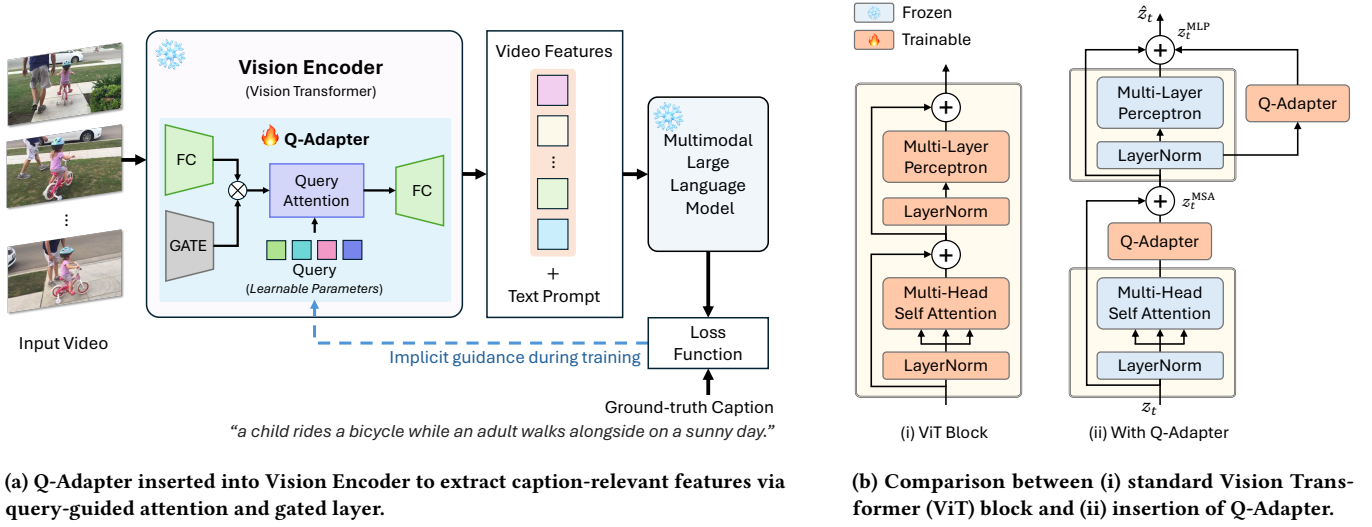 Vision Encoder
(Vision Transformer)
Q-Adapter
FC
GATE
Query
Attention
FC
Query
(Learnable Parameters)
Input Video
⋮
Video Features
⋮
+
Text Prompt
Multimodal
Large
Language
Model
Loss
Function
Implicit guidance during training
Ground-truth Caption
“a child rides a bicycle while an adult walks alongside on a sunny day.”
(a) Q-Adapter inserted into Vision Encoder to extract caption-relevant features via
query-guided attention and gated layer.
Frozen
Trainable
+
Multi-Layer
Perceptron
LayerNorm
+
Multi-Head
Self Attention
LayerNorm
(i) ViT Block
ẑ_t
z_t^MLP
+
Multi-Layer
Perceptron
Q-Adapter
LayerNorm
+
z_t^MSA
Q-Adapter
Multi-Head
Self Attention
LayerNorm
z_t
(ii) With Q-Adapter
(b) Comparison between (i) standard Vision Trans-
former (ViT) block and (ii) insertion of Q-Adapter.